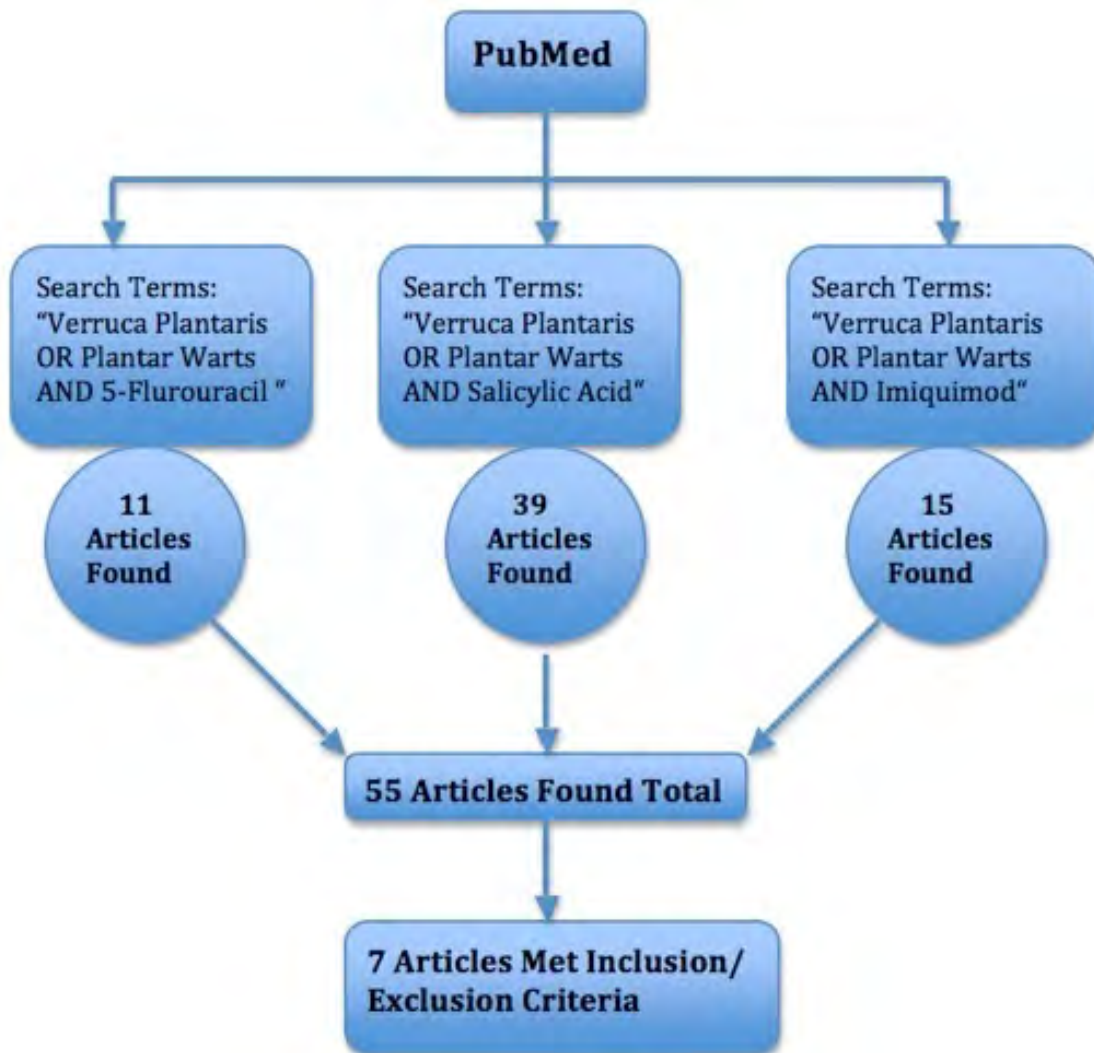 PubMed
Search Terms:
“Verruca Plantaris
OR Plantar Warts
AND 5-Flurouracil “
Search Terms:
“Verruca Plantaris
OR Plantar Warts
AND Salicylic Acid“
Search Terms:
“Verruca Plantaris
OR Plantar Warts
AND Imiquimod“
11
Articles
Found
39
Articles
Found
15
Articles
Found
55 Articles Found Total
7 Articles Met Inclusion/
Exclusion Criteria